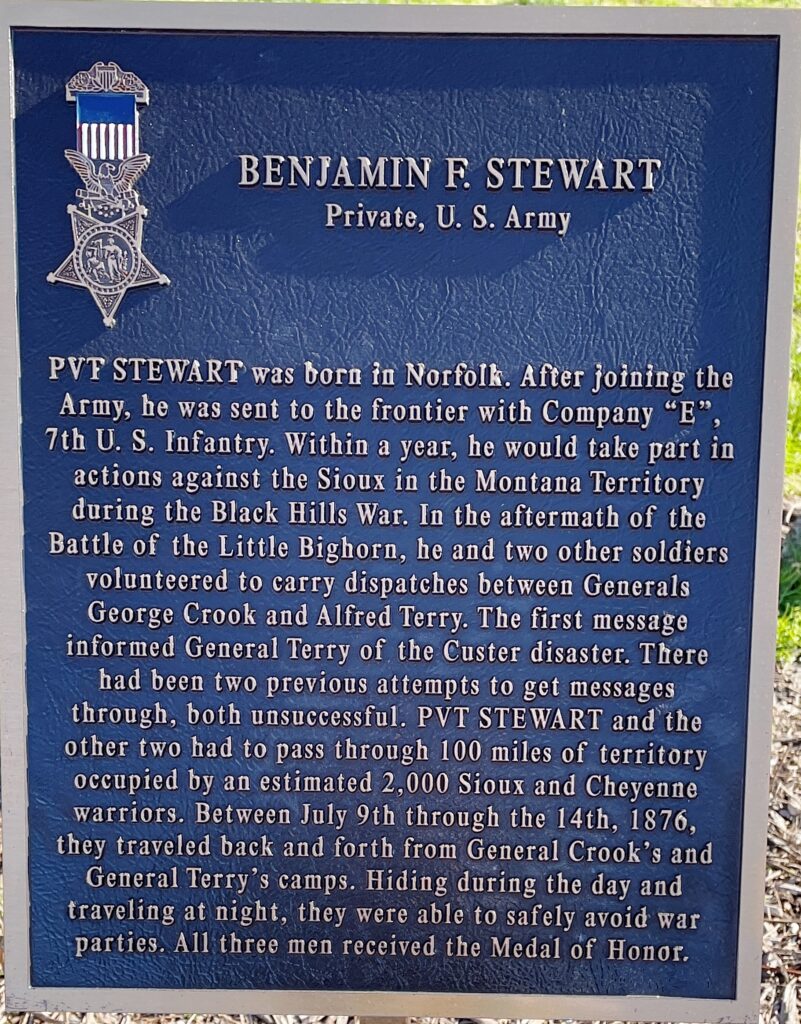 BENJAMIN F. STEWART
Private, U. S. Army
PVT STEWART was born in Norfolk. After joining the
Army, he was sent to the frontier with Company “E”,
7th U. S. Infantry. Within a year, he would take part in
actions against the Sioux in the Montana Territory
during the Black Hills War. In the aftermath of the
Battle of the Little Bighorn, he and two other soldiers
volunteered to carry dispatches between Generals
George Crook and Alfred Terry. The first message
informed General Terry of the Custer disaster. There
had been two previous attempts to get messages
through, both unsuccessful. PVT STEWART and the
other two had to pass through 100 miles of territory
occupied by an estimated 2,000 Sioux and Cheyenne
warriors. Between July 9th through the 14th, 1876,
they traveled back and forth from General Crook’s and
General Terry’s camps. Hiding during the day and
traveling at night, they were able to safely avoid war
parties. All three men received the Medal of Honor.